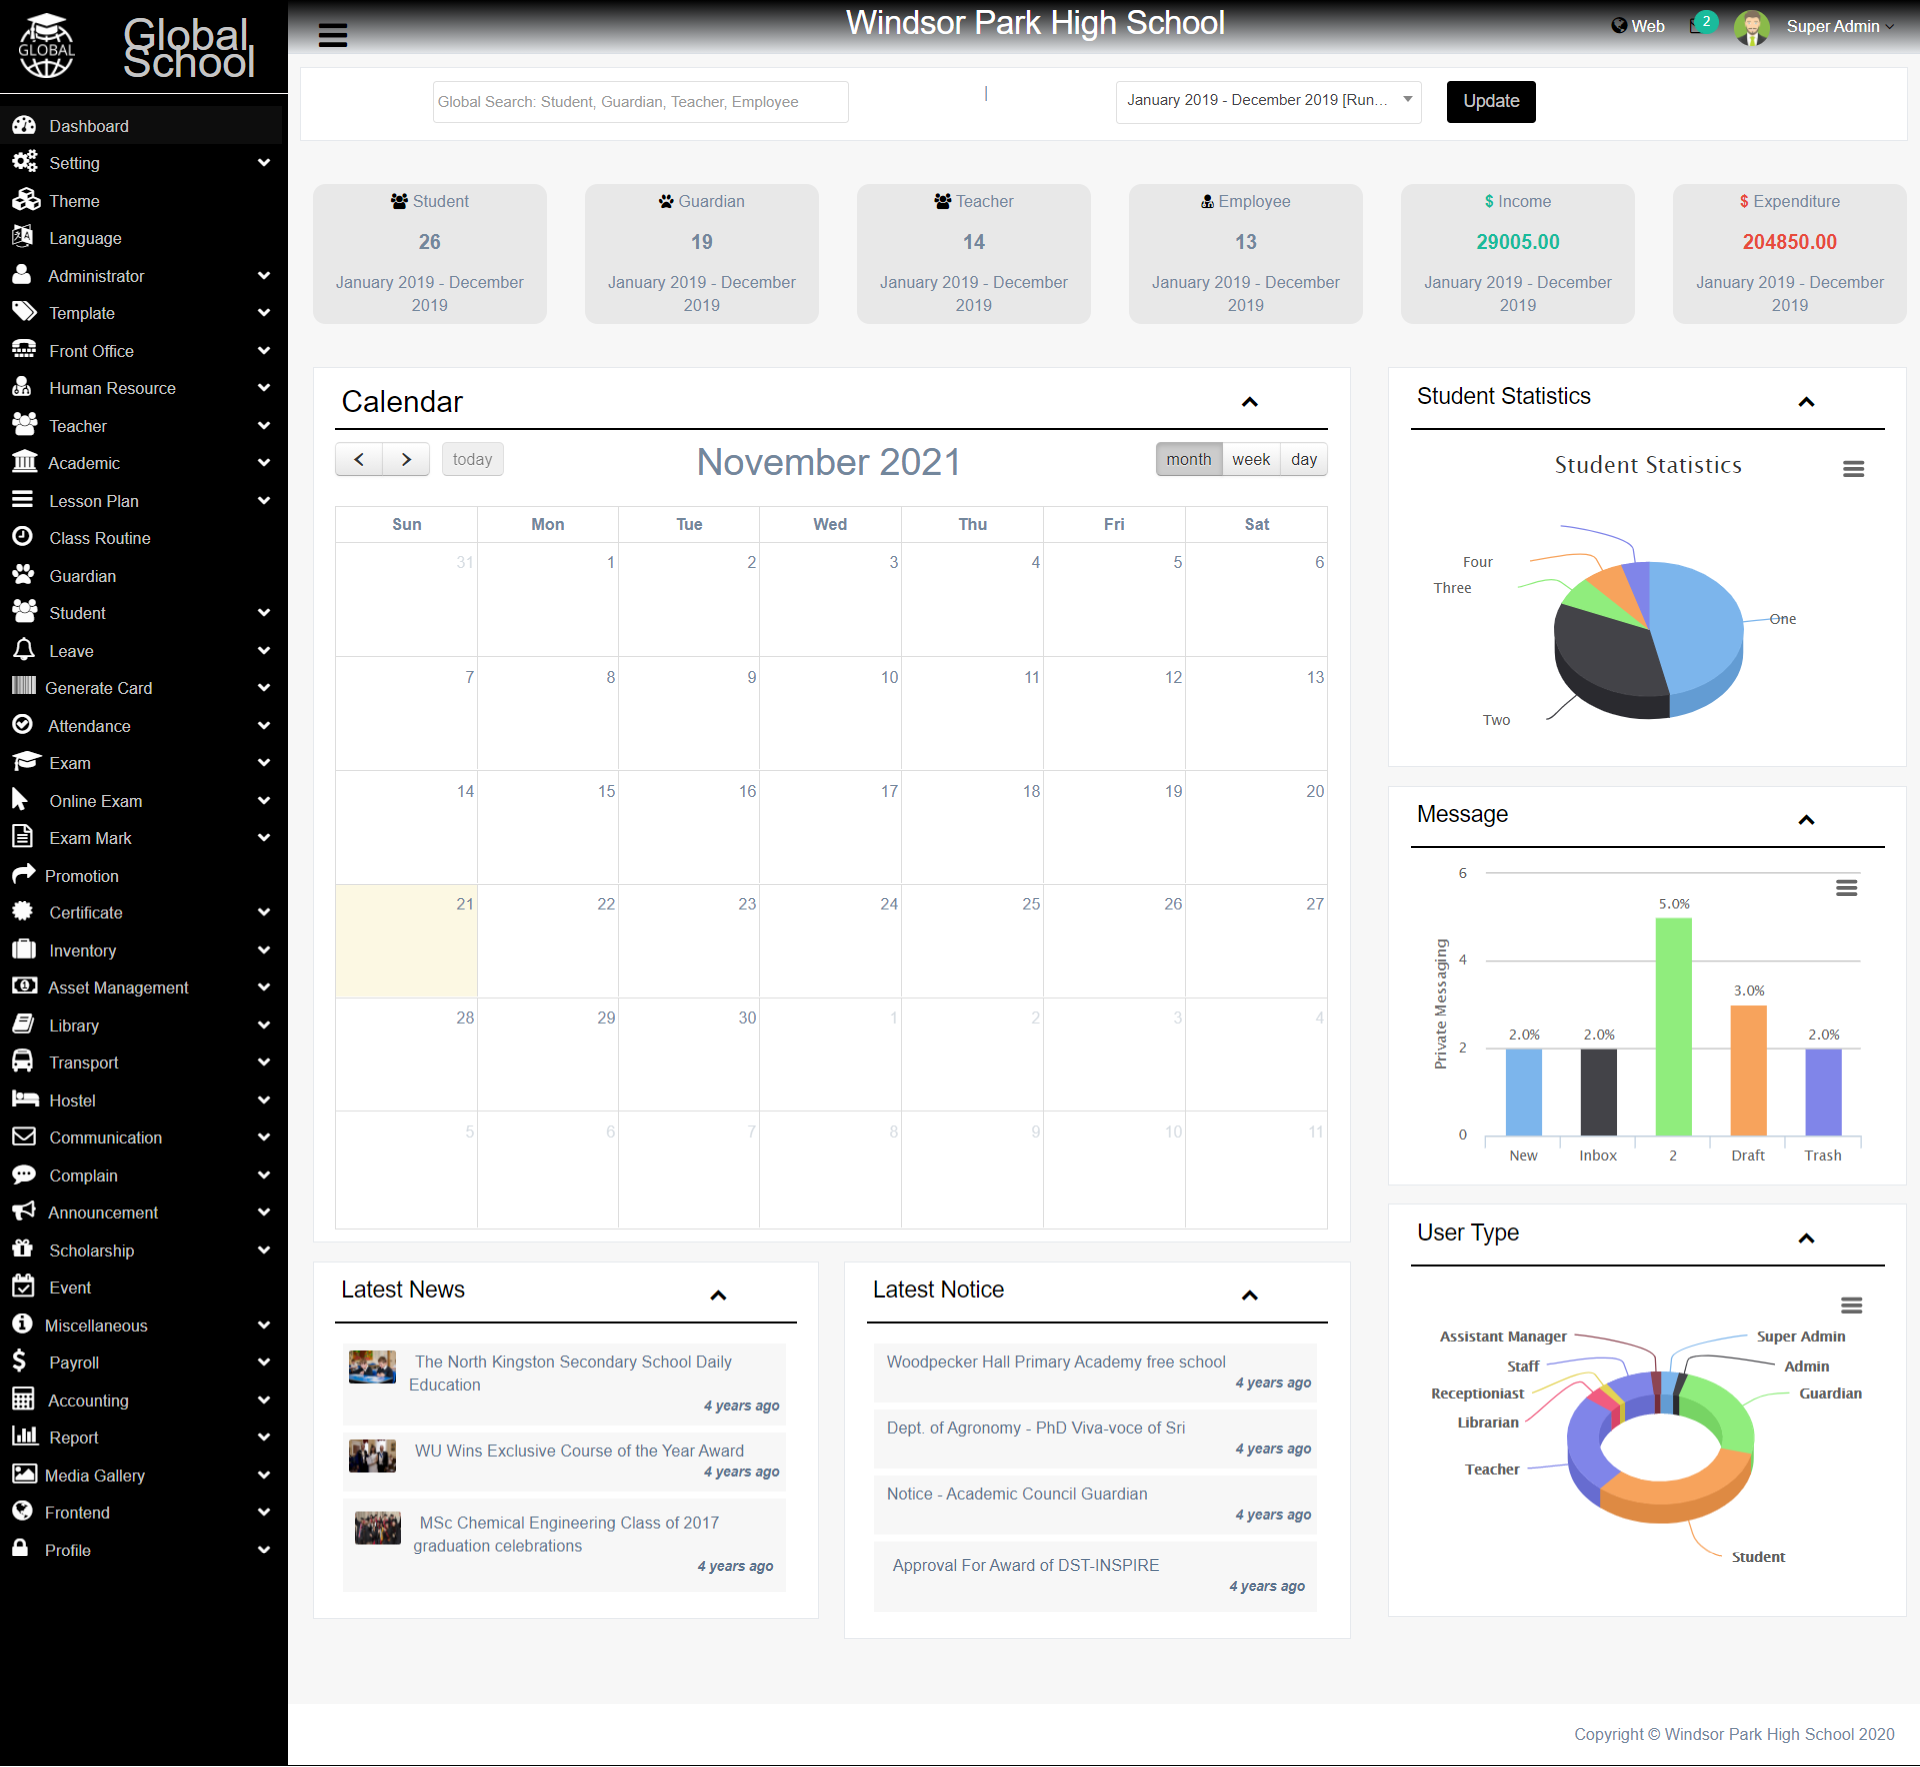 GLOBAL
Global
School
Windsor Park High School
Web
2
Super Admin
Global Search: Student, Guardian, Teacher, Employee
|
January 2019 - December 2019 [Run...
Update
Dashboard
Setting
Theme
Language
Administrator
Template
Front Office
Human Resource
Teacher
Academic
Lesson Plan
Class Routine
Guardian
Student
Leave
Generate Card
Attendance
Exam
Online Exam
Exam Mark
Promotion
Certificate
Inventory
Asset Management
Library
Transport
Hostel
Communication
Complain
Announcement
Scholarship
Event
Miscellaneous
Payroll
Accounting
Report
Media Gallery
Frontend
Profile
Student
26
January 2019 - December
2019
Guardian
19
January 2019 - December
2019
Teacher
14
January 2019 - December
2019
Employee
13
January 2019 - December
2019
$ Income
29005.00
January 2019 - December
2019
$ Expenditure
204850.00
January 2019 - December
2019
Calendar
today
November 2021
month week day
Sun Mon Tue Wed Thu Fri Sat
31 1 2 3 4 5 6
7 8 9 10 11 12 13
14 15 16 17 18 19 20
21 22 23 24 25 26 27
28 29 30 1 2 3 4
5 6 7 8 9 10 11
Student Statistics
Student Statistics
Four
Three
One
Two
Message
Private Messaging
6
4
2
0
2.0%
2.0%
5.0%
3.0%
2.0%
New Inbox 2 Draft Trash
User Type
Assistant Manager
Super Admin
Staff
Admin
Receptioniast
Guardian
Librarian
Teacher
Student
Latest News
The North Kingston Secondary School Daily
Education
4 years ago
WU Wins Exclusive Course of the Year Award
4 years ago
MSc Chemical Engineering Class of 2017
graduation celebrations
4 years ago
Latest Notice
Woodpecker Hall Primary Academy free school
4 years ago
Dept. of Agronomy - PhD Viva-voce of Sri
4 years ago
Notice - Academic Council Guardian
4 years ago
Approval For Award of DST-INSPIRE
4 years ago
Copyright © Windsor Park High School 2020